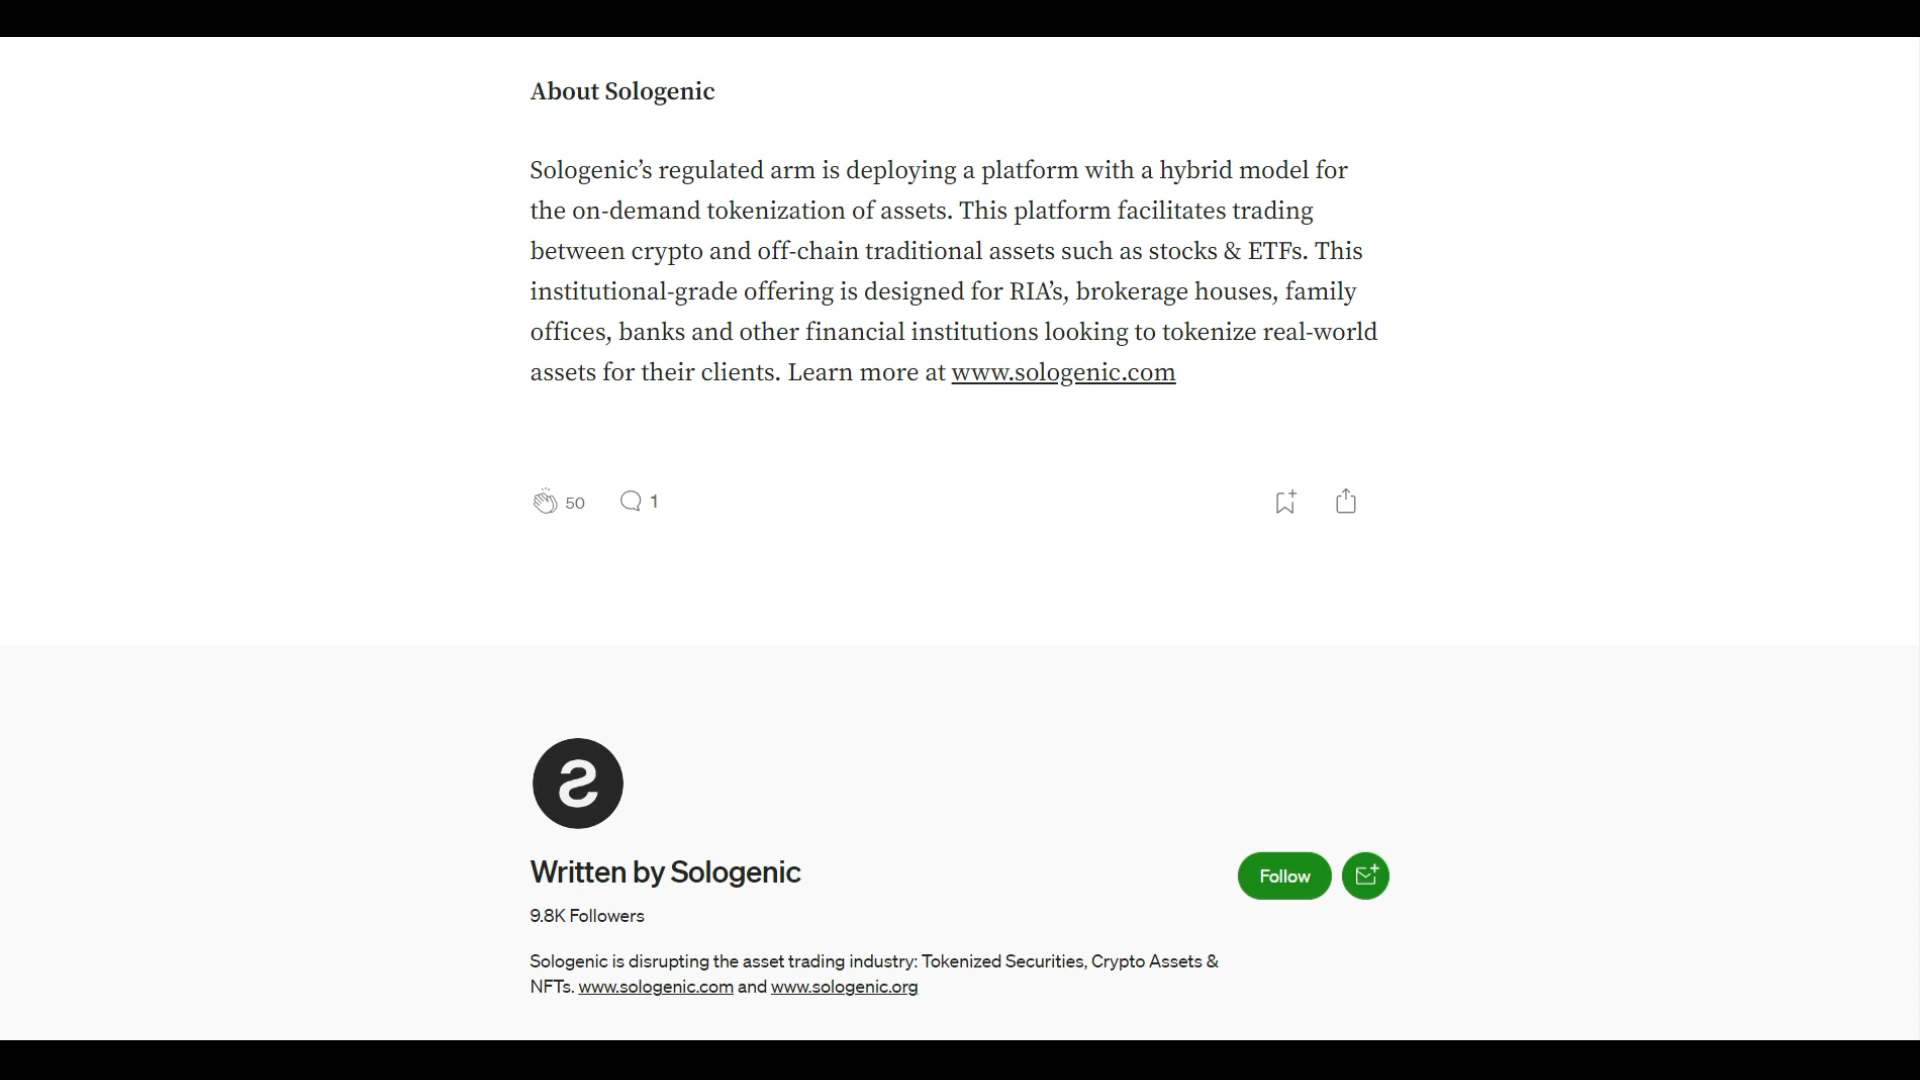 About Sologenic
Sologenic’s regulated arm is deploying a platform with a hybrid model for
the on-demand tokenization of assets. This platform facilitates trading
between crypto and off-chain traditional assets such as stocks & ETFs. This
institutional-grade offering is designed for RIA’s, brokerage houses, family
offices, banks and other financial institutions looking to tokenize real-world
assets for their clients. Learn more at www.sologenic.com
50 1
Written by Sologenic
Follow
9.8K Followers
Sologenic is disrupting the asset trading industry: Tokenized Securities, Crypto Assets &
NFTs. www.sologenic.com and www.sologenic.org